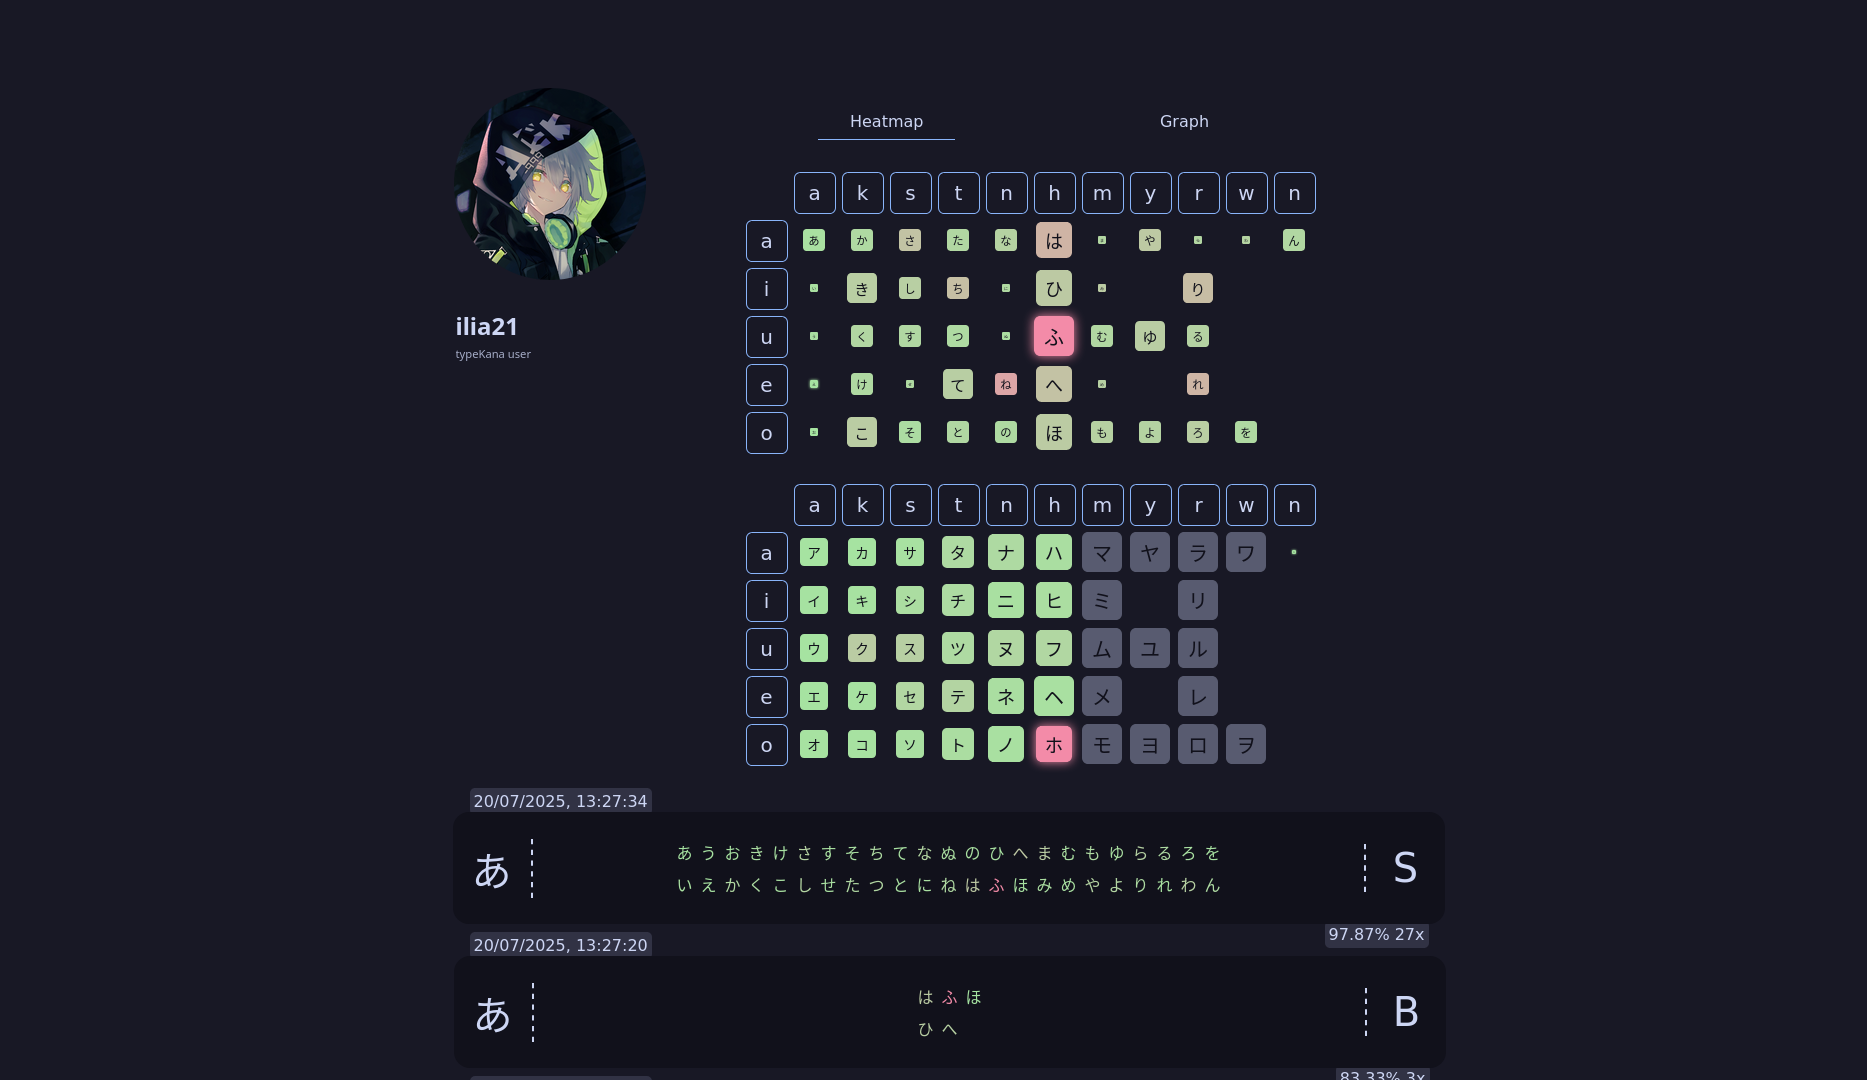 Heatmap Graph
ilia21
typeKana user
a k s t n h m y r w n
a あ か さ た な は や ん
i き し ち ひ り
u く す つ ふ む ゆ る
e け て ね へ れ
o こ そ と の ほ も よ ろ を
a k s t n h m y r w n
a ア カ サ タ ナ ハ マ ヤ ラ ワ
i イ キ シ チ ニ ヒ ミ リ
u ウ ク ス ツ ヌ フ ム ユ ル
e エ ケ セ テ ネ ヘ メ レ
o オ コ ソ ト ノ ホ モ ヨ ロ ヲ
20/07/2025, 13:27:34
あ
あ う お き け さ す そ ち て な ぬ の ひ へ ま む も ゆ ら る ろ を
い え か く こ し せ た つ と に ね は ふ ほ み め や よ り れ わ ん
S
97.87% 27x
20/07/2025, 13:27:20
あ
は ふ ほ
ひ へ
B
83.33% 3x